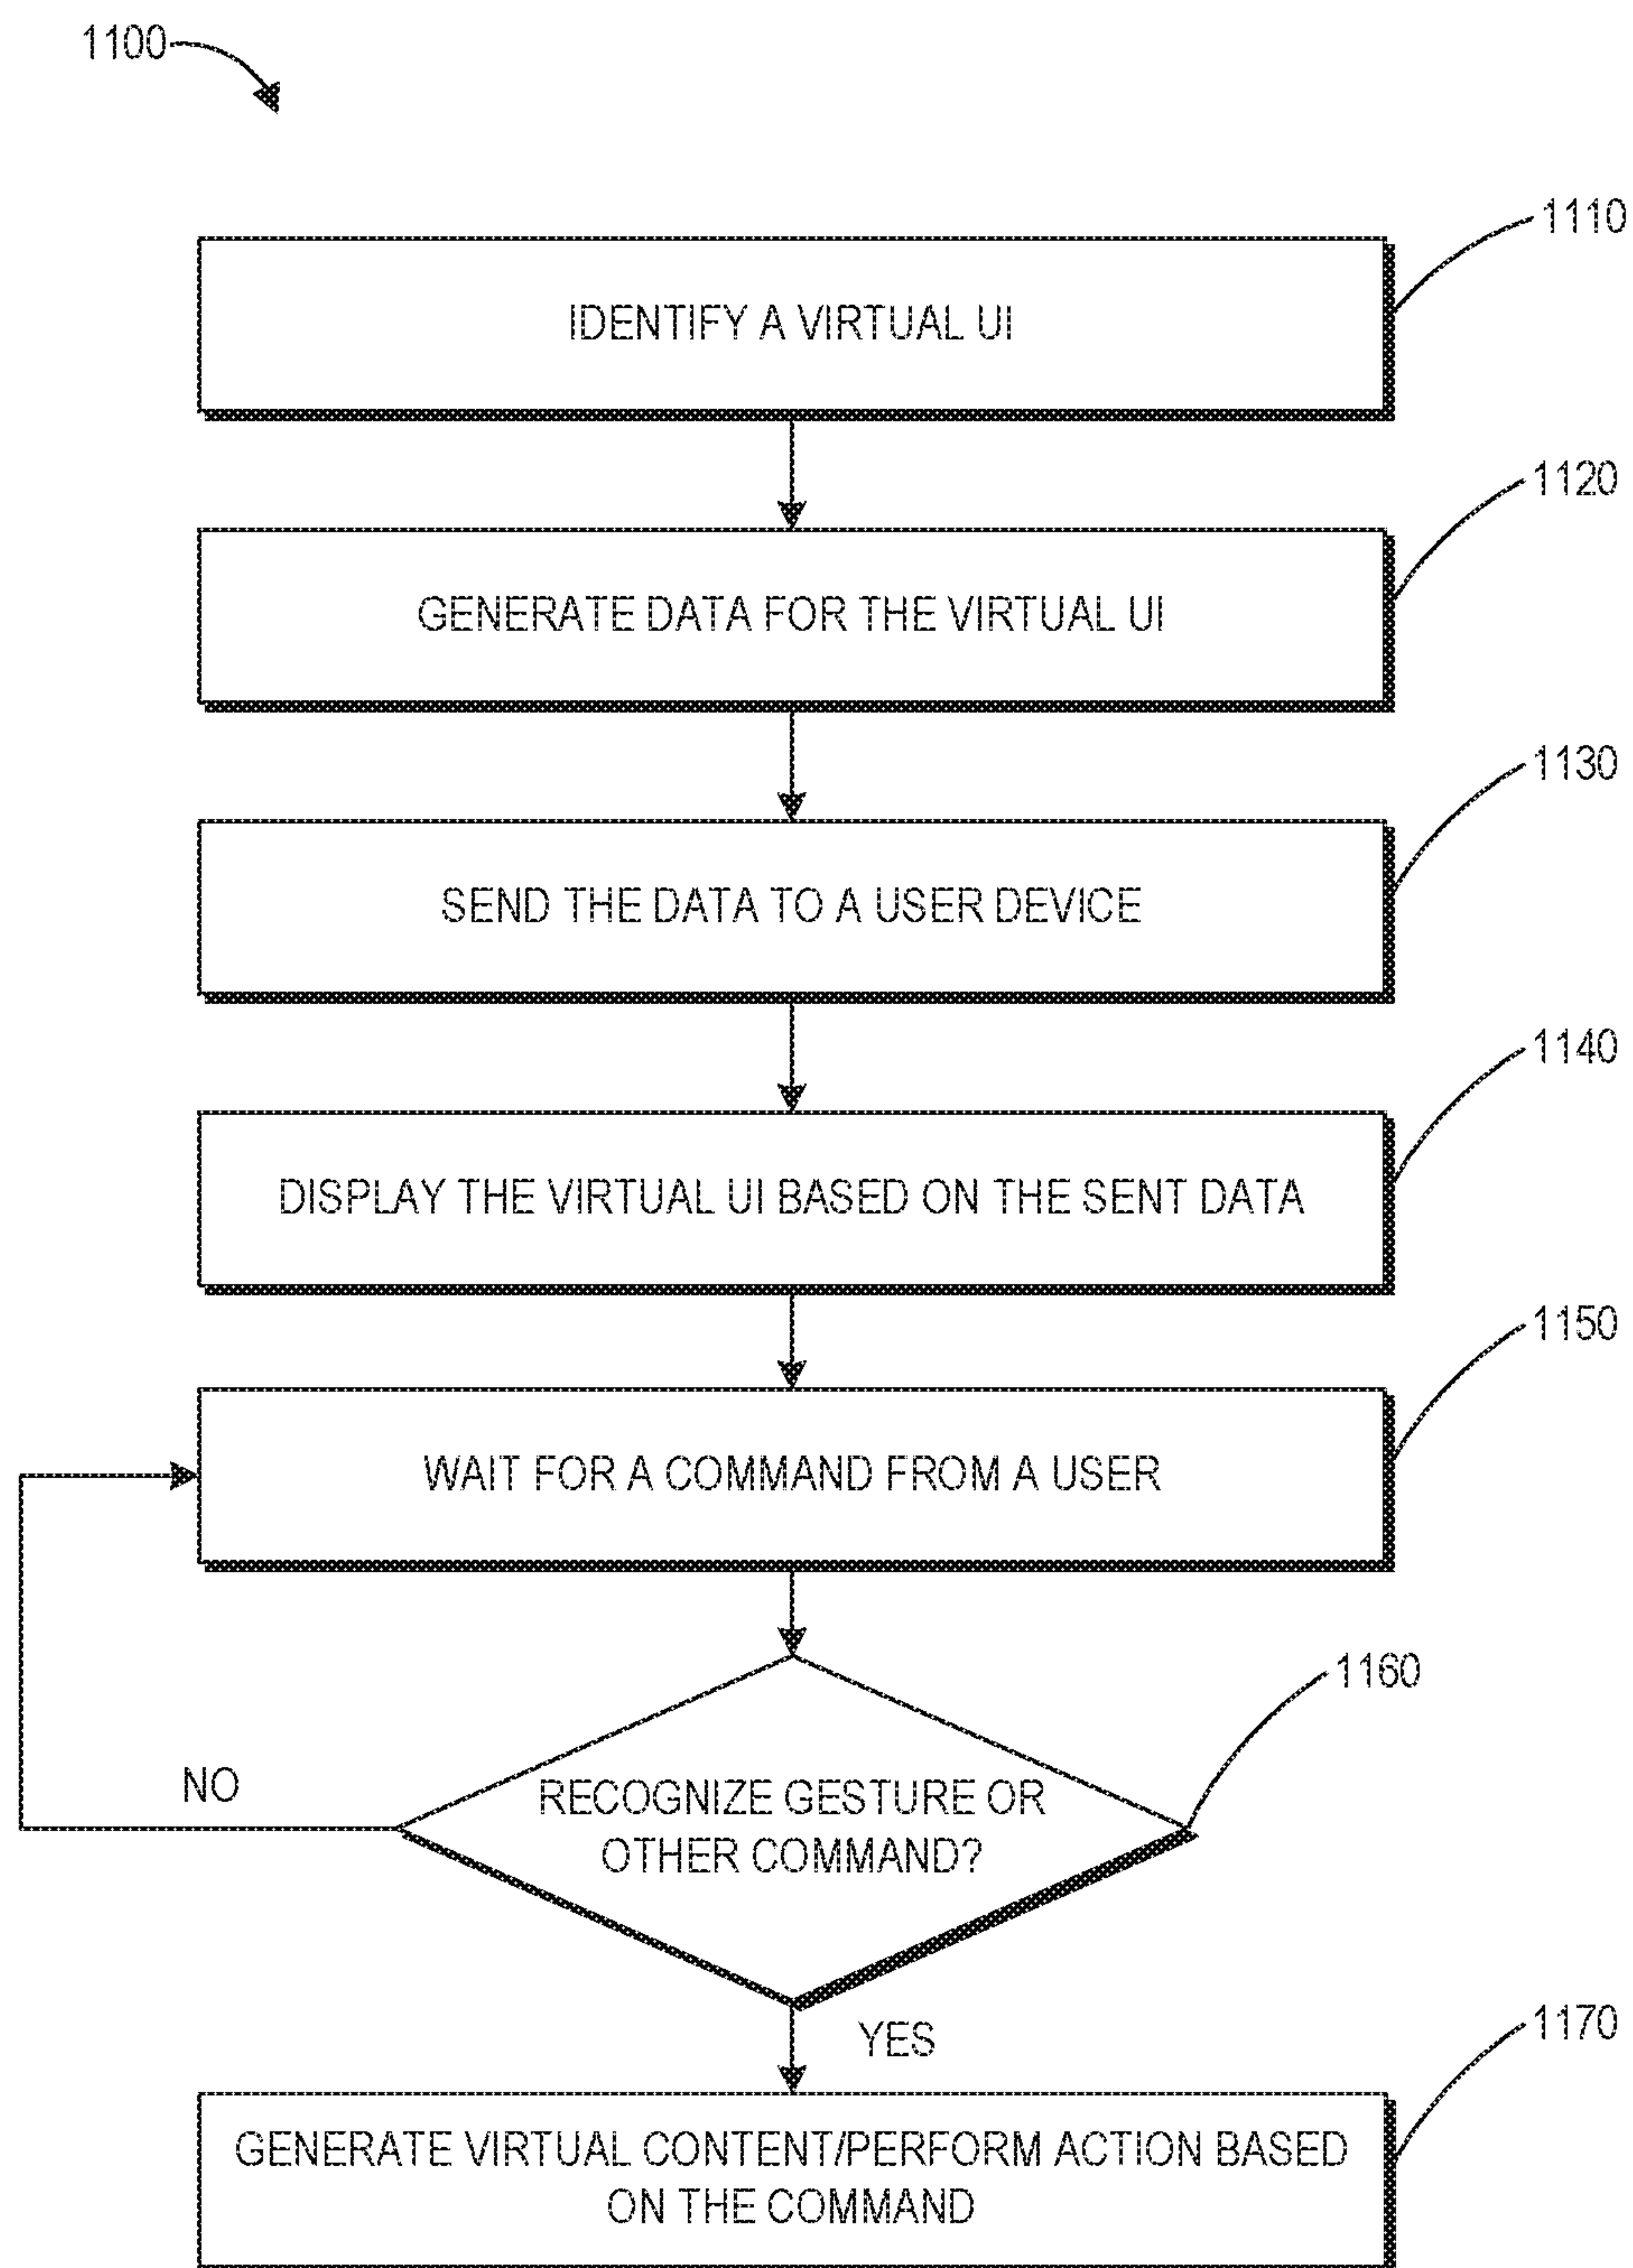 1100
1110
IDENTIFY A VIRTUAL UI
1120
GENERATE DATA FOR THE VIRTUAL UI
1130
SEND THE DATA TO A USER DEVICE
1140
DISPLAY THE VIRTUAL UI BASED ON THE SENT DATA
1150
WAIT FOR A COMMAND FROM A USER
1160
NO
RECOGNIZE GESTURE OR
OTHER COMMAND?
YES
1170
GENERATE VIRTUAL CONTENT/PERFORM ACTION BASED
ON THE COMMAND